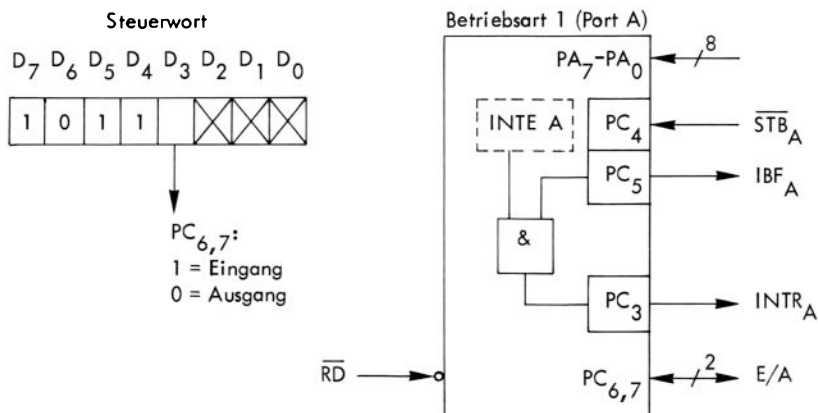 Steuerwort
D7 D6 D5 D4 D3 D2 D1 D0
1 0 1 1
PC6,7:
1 = Eingang
0 = Ausgang
Betriebsart 1 (Port A)
PA7-PA0
8
INTE A
PC4
STBA
PC5
IBFA
&
PC3
INTRA
RD
PC6,7
2
E/A